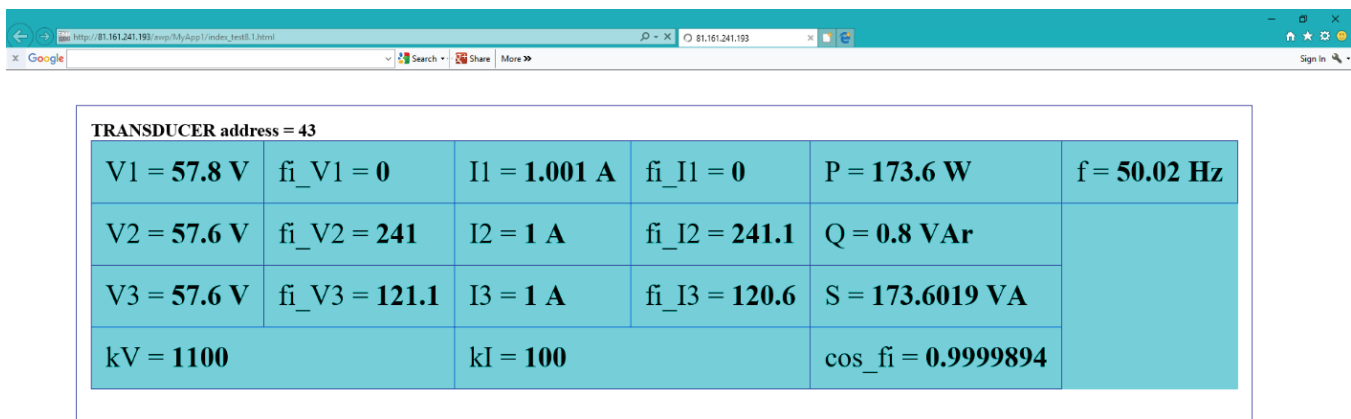 http://81.161.241.193/awp/MyApp1/index_test8.1.html 81.161.241.193
x Google Search Share More » Sign In
TRANSDUCER address = 43
V1 = 57.8 V fi_V1 = 0 I1 = 1.001 A fi_I1 = 0 P = 173.6 W f = 50.02 Hz
V2 = 57.6 V fi_V2 = 241 I2 = 1 A fi_I2 = 241.1 Q = 0.8 VAr
V3 = 57.6 V fi_V3 = 121.1 I3 = 1 A fi_I3 = 120.6 S = 173.6019 VA
kV = 1100 kI = 100 cos_fi = 0.9999894